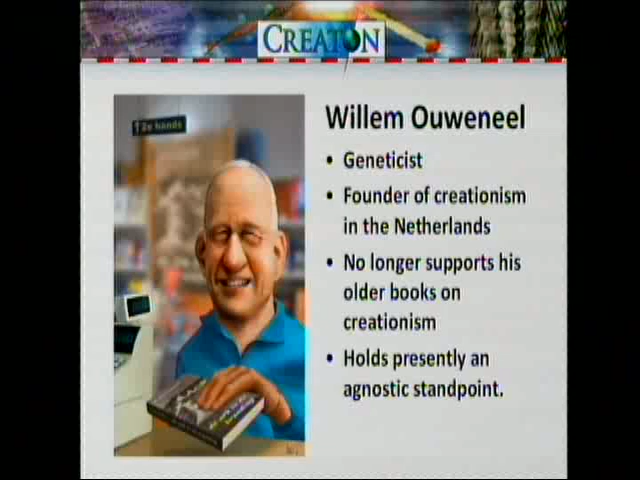 CREATION
Willem Ouweneel
• Geneticist
• Founder of creationism
in the Netherlands
• No longer supports his
older books on
creationism
• Holds presently an
agnostic standpoint.